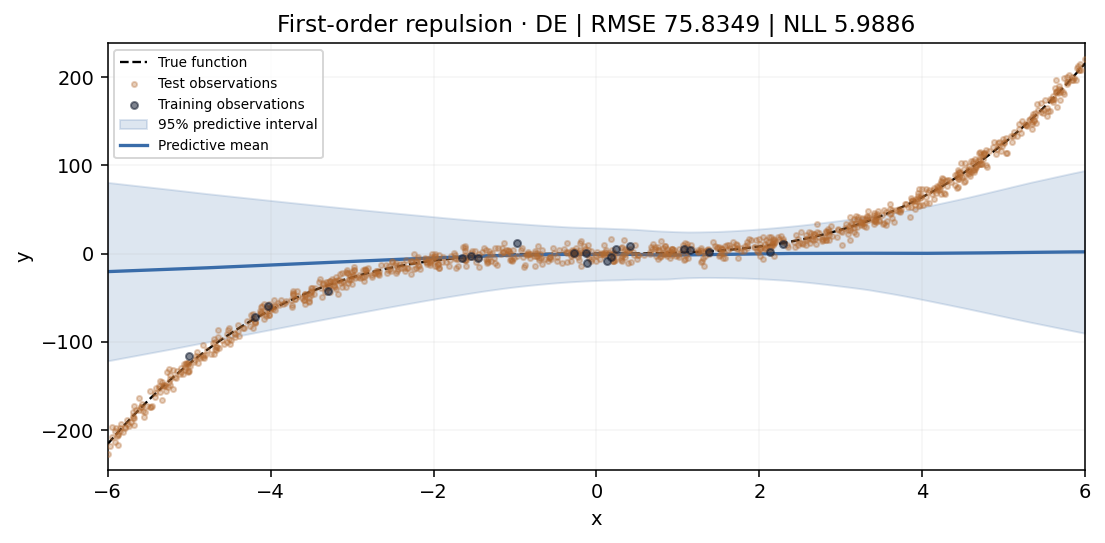 First-order repulsion · DE | RMSE 75.8349 | NLL 5.9886
True function
Test observations
Training observations
95% predictive interval
Predictive mean
200
100
0
−100
−200
y
−6 −4 −2 0 2 4 6
x